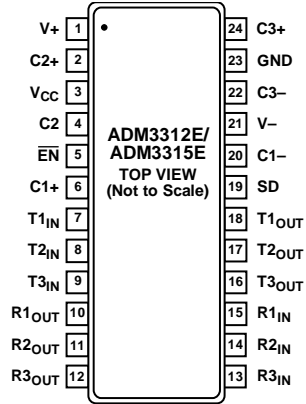 V+ 1 24 C3+
C2+ 2 23 GND
VCC 3 22 C3–
C2 4 21 V–
EN 5 20 C1–
C1+ 6 19 SD
T1IN 7 18 T1OUT
T2IN 8 17 T2OUT
T3IN 9 16 T3OUT
R1OUT 10 15 R1IN
R2OUT 11 14 R2IN
R3OUT 12 13 R3IN
ADM3312E/
ADM3315E
TOP VIEW
(Not to Scale)